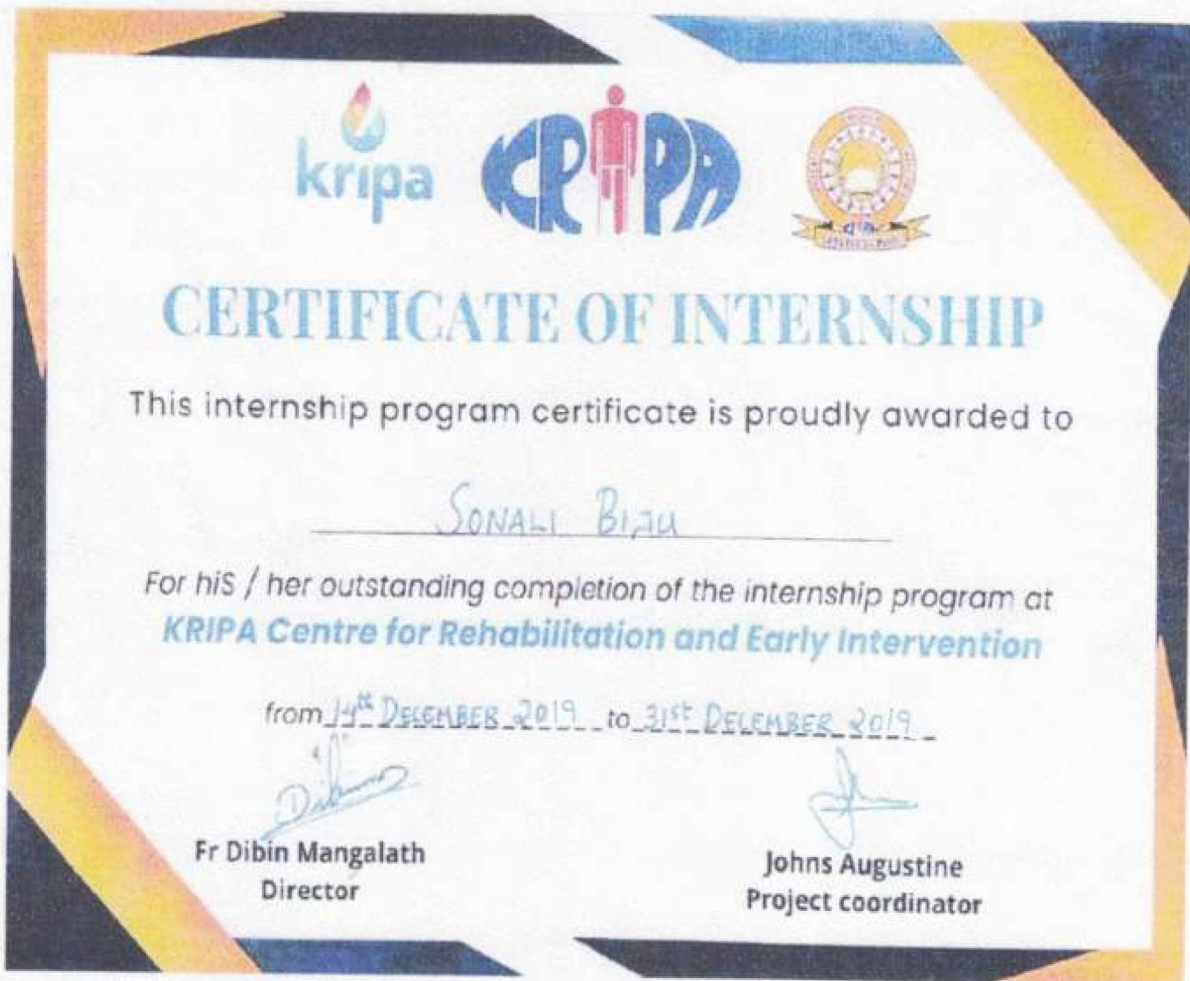 kripa
KRIPA
CERTIFICATE OF INTERNSHIP
This internship program certificate is proudly awarded to
SONALI BIJU
For hiS / her outstanding completion of the internship program at
KRIPA Centre for Rehabilitation and Early Intervention
from 14th DECEMBER 2019 to 31st DECEMBER 2019
Fr Dibin Mangalath
Director
Johns Augustine
Project coordinator